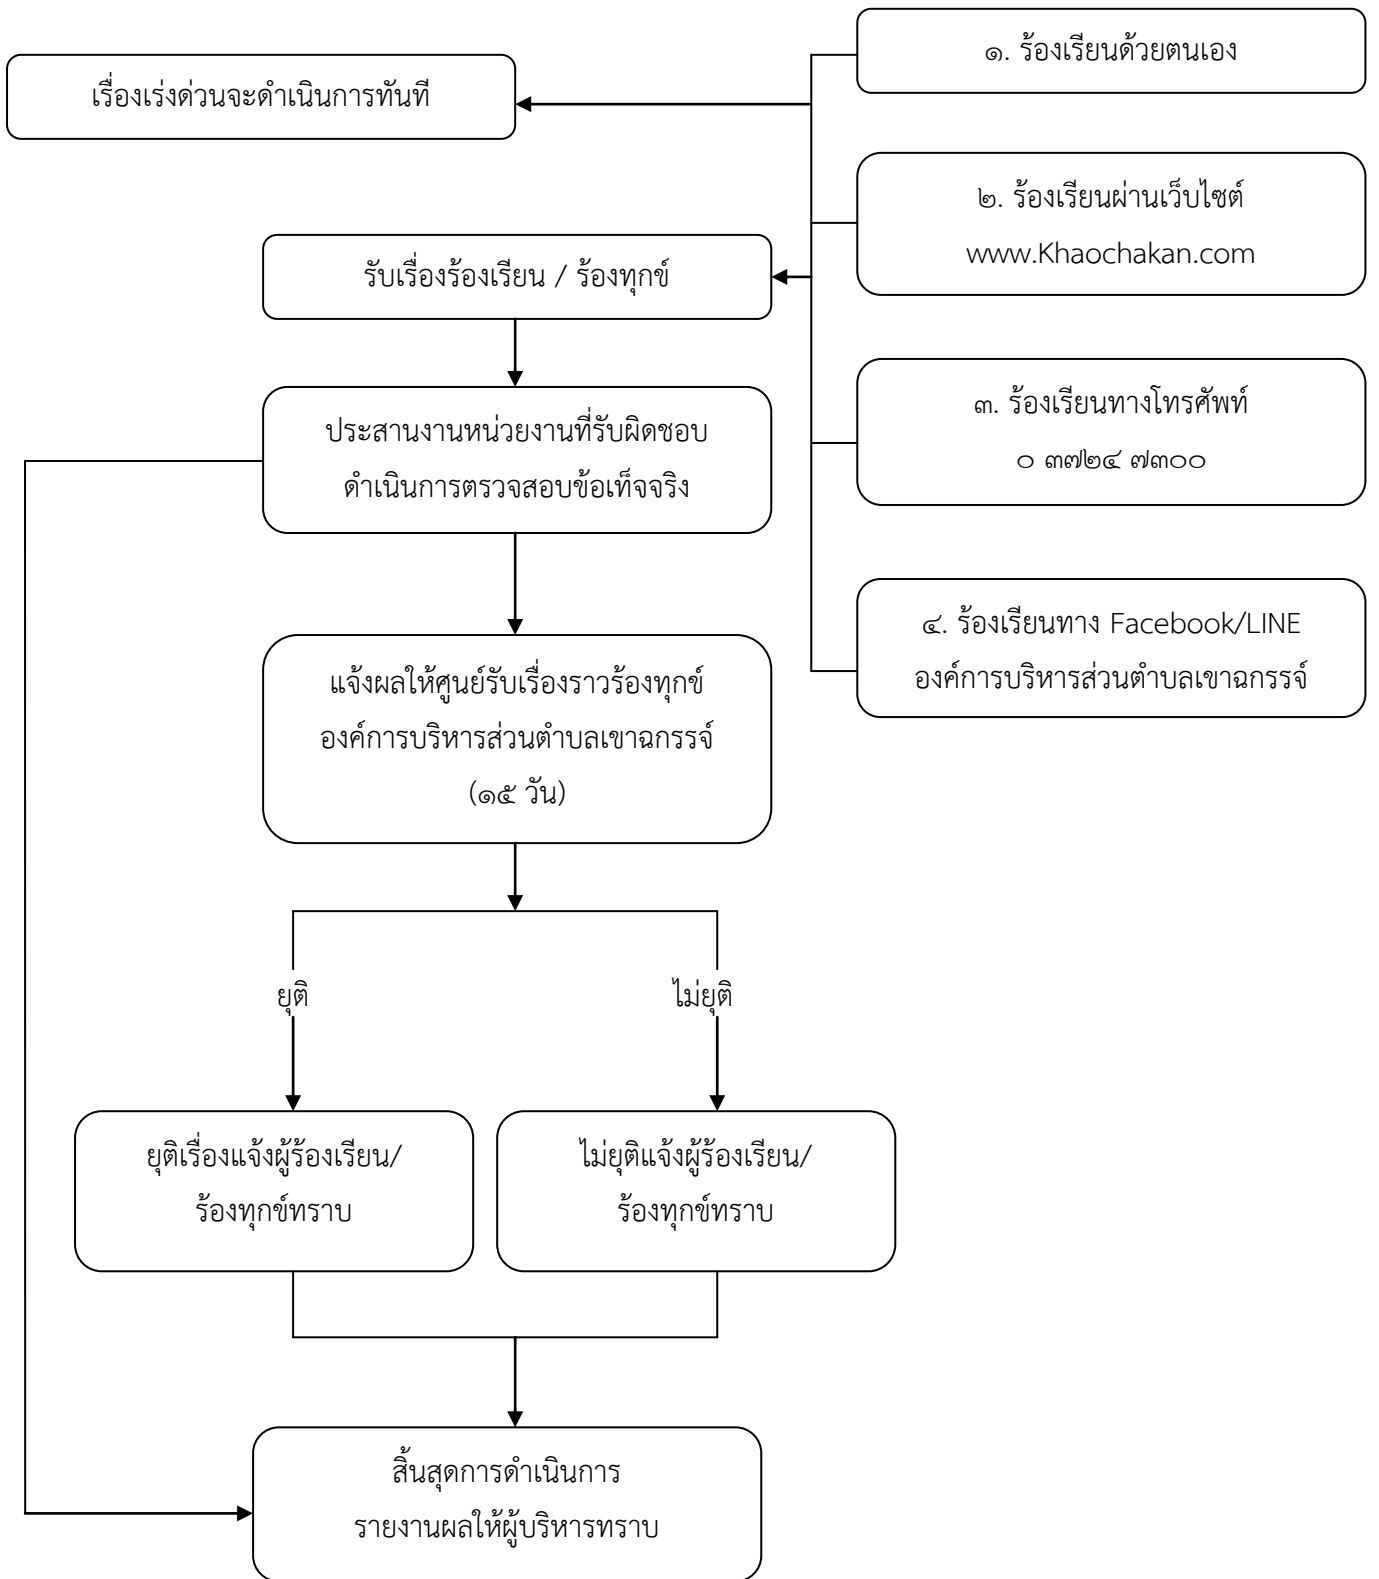 ๑. ร้องเรียนด้วยตนเอง
เรื่องเร่งด่วนจะดำเนินการทันที
๒. ร้องเรียนผ่านเว็บไซต์
www.Khaochakan.com
รับเรื่องร้องเรียน / ร้องทุกข์
๓. ร้องเรียนทางโทรศัพท์
๐ ๓๗๒๔ ๗๓๐๐
ประสานงานหน่วยงานที่รับผิดชอบ
ดำเนินการตรวจสอบข้อเท็จจริง
๔. ร้องเรียนทาง Facebook/LINE
องค์การบริหารส่วนตำบลเขาฉกรรจ์
แจ้งผลให้ศูนย์รับเรื่องราวร้องทุกข์
องค์การบริหารส่วนตำบลเขาฉกรรจ์
(๑๕ วัน)
ยุติ
ไม่ยุติ
ยุติเรื่องแจ้งผู้ร้องเรียน/
ร้องทุกข์ทราบ
ไม่ยุติแจ้งผู้ร้องเรียน/
ร้องทุกข์ทราบ
สิ้นสุดการดำเนินการ
รายงานผลให้ผู้บริหารทราบ